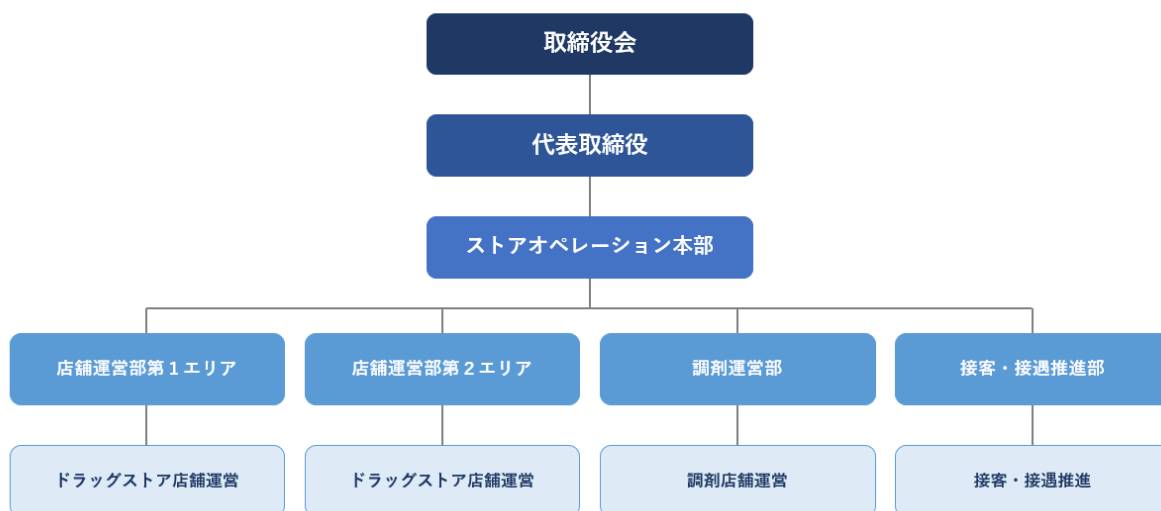 取締役会
代表取締役
ストアオペレーション本部
店舗運営部第１エリア
店舗運営部第２エリア
調剤運営部
接客・接遇推進部
ドラッグストア店舗運営
ドラッグストア店舗運営
調剤店舗運営
接客・接遇推進